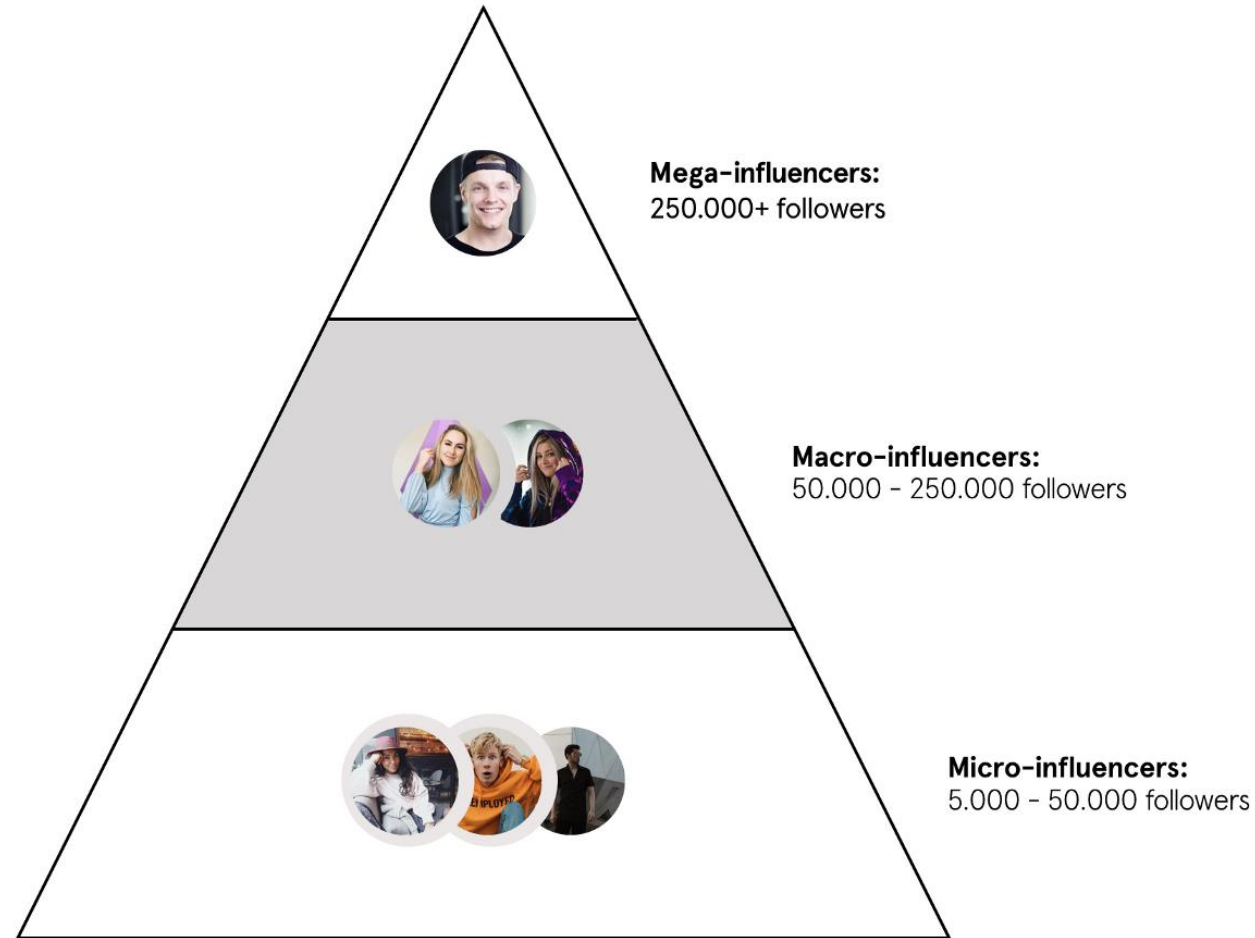 Mega-influencers:
250.000+ followers
Macro-influencers:
50.000 - 250.000 followers
Micro-influencers:
5.000 - 50.000 followers